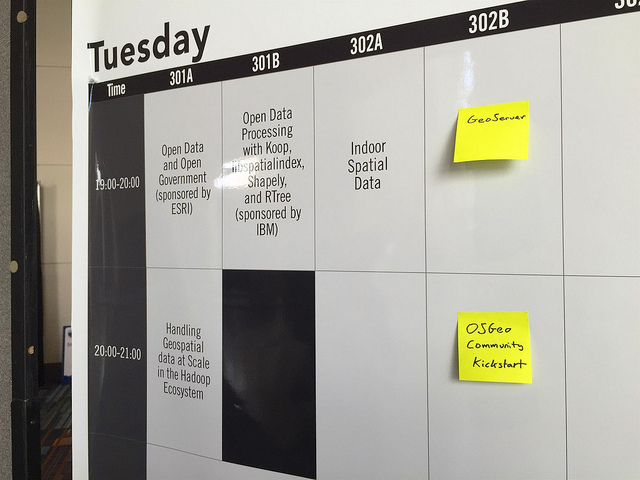 Tuesday
Time
301A
301B
302A
302B
19:00-20:00
Open Data
and Open
Government
(sponsored by
ESRI)
Open Data
Processing
with Koop,
libspatialindex,
Shapely,
and RTree
(sponsored by
IBM)
Indoor
Spatial
Data
GeoServer
20:00-21:00
Handling
Geospatial
data at Scale
in the Hadoop
Ecosystem
OSGeo
Community
Kickstart